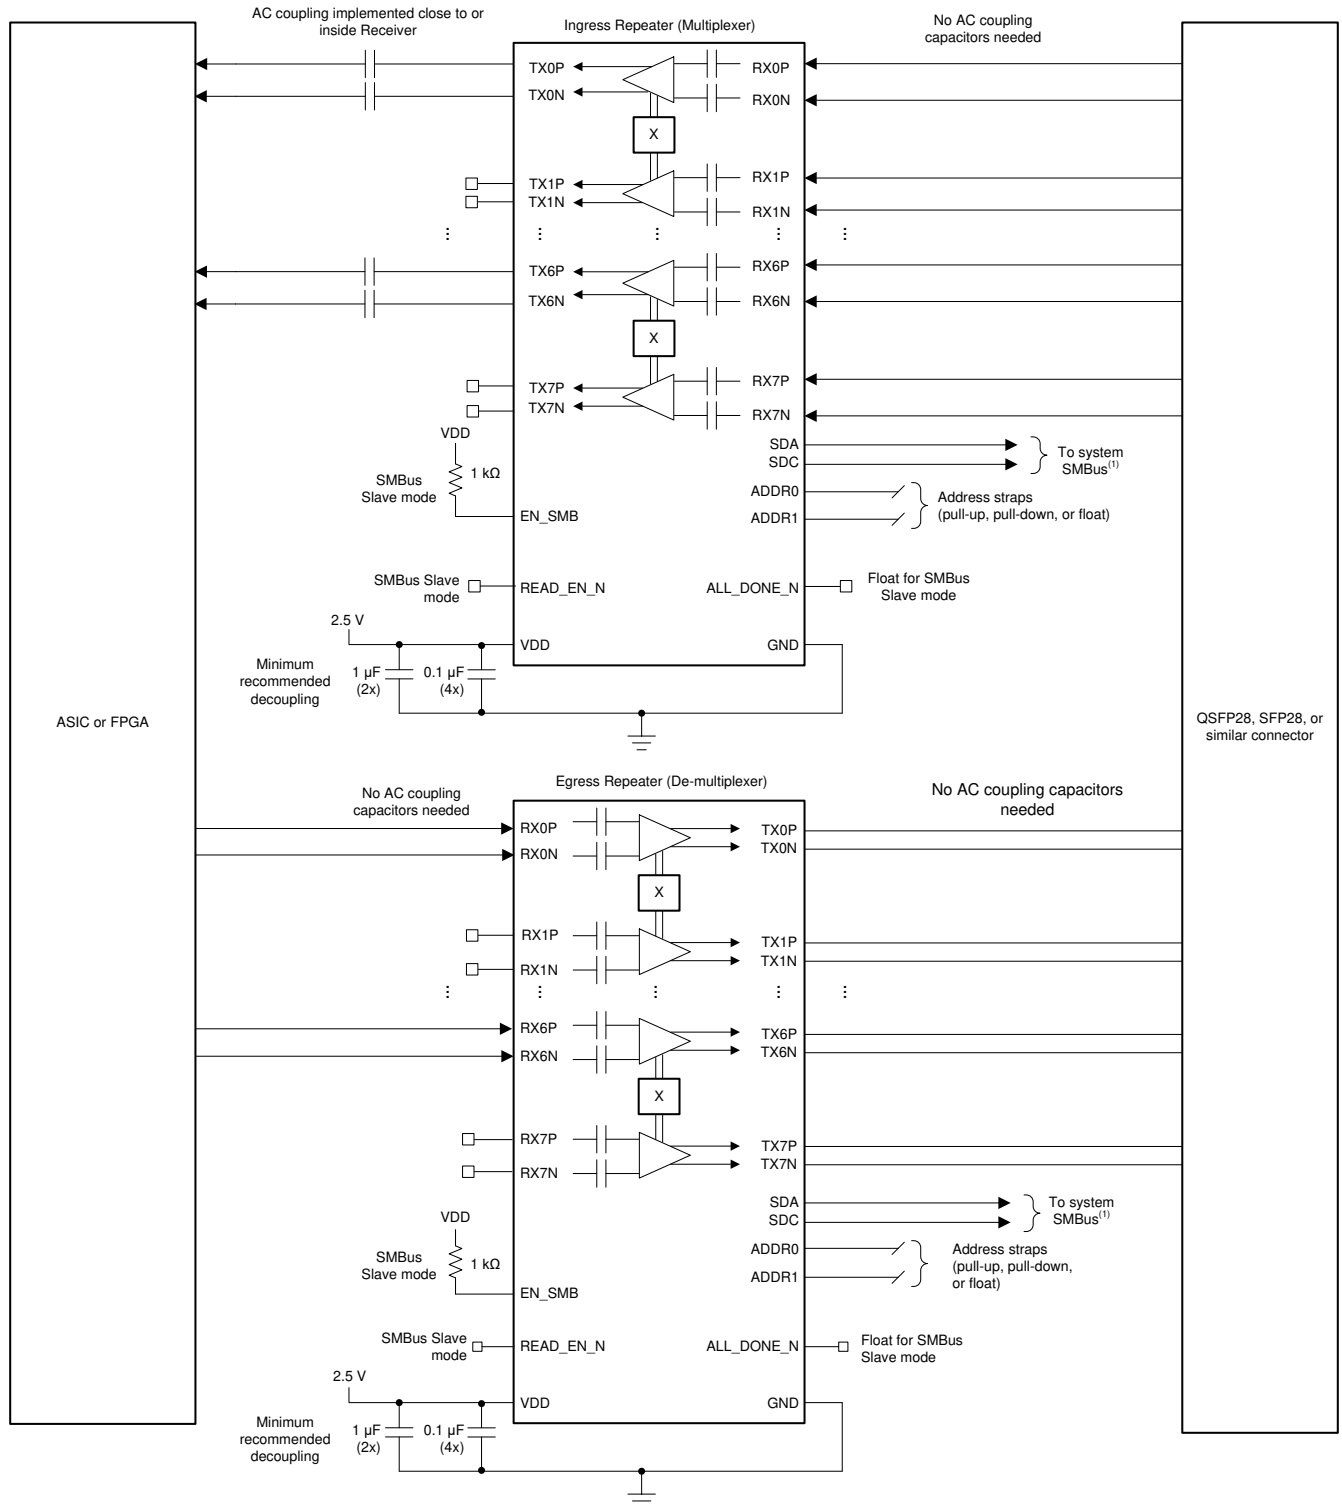 AC coupling implemented close to or
inside Receiver
Ingress Repeater (Multiplexer)
No AC coupling
capacitors needed
TX0P
RX0P
TX0N
RX0N
X
TX1P
RX1P
TX1N
RX1N
TX6P
RX6P
TX6N
RX6N
X
TX7P
RX7P
TX7N
RX7N
VDD
1 kΩ
SMBus
Slave mode
EN_SMB
SDA
SDC
To system
SMBus(1)
ADDR0
ADDR1
Address straps
(pull-up, pull-down, or float)
SMBus Slave
mode
READ_EN_N
ALL_DONE_N
Float for SMBus
Slave mode
2.5 V
VDD
GND
Minimum
recommended
decoupling
1 µF
(2x)
0.1 µF
(4x)
ASIC or FPGA
QSFP28, SFP28, or
similar connector
Egress Repeater (De-multiplexer)
No AC coupling
capacitors needed
No AC coupling capacitors
needed
RX0P
TX0P
RX0N
TX0N
X
RX1P
TX1P
RX1N
TX1N
RX6P
TX6P
RX6N
TX6N
X
RX7P
TX7P
RX7N
TX7N
VDD
1 kΩ
SMBus
Slave mode
EN_SMB
SDA
SDC
To system
SMBus(1)
ADDR0
ADDR1
Address straps
(pull-up, pull-down,
or float)
SMBus Slave
mode
READ_EN_N
ALL_DONE_N
Float for SMBus
Slave mode
2.5 V
VDD
GND
Minimum
recommended
decoupling
1 µF
(2x)
0.1 µF
(4x)